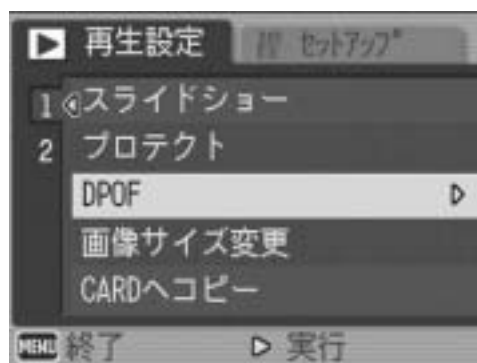 再生設定 セットアップ
1 スライドショー
2 プロテクト
DPOF
画像サイズ変更
CARDへコピー
MENU 終了 実行